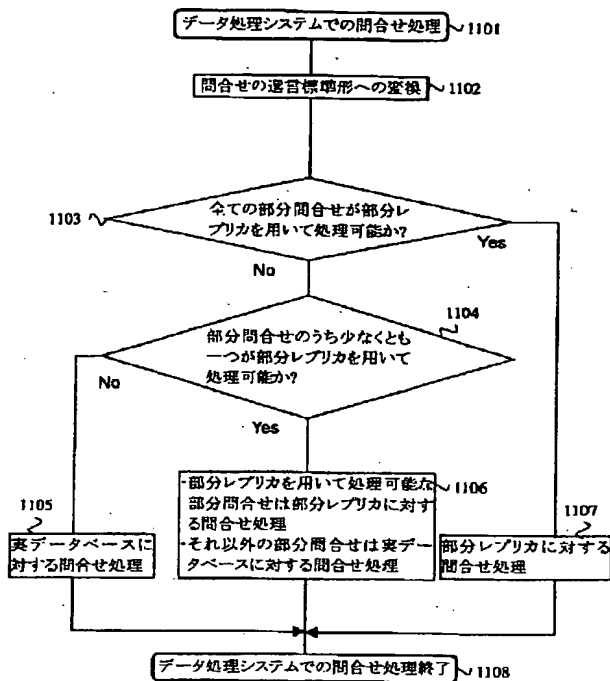 データ処理システムでの問合せ処理
1101
問合せの選言標準形への変換
1102
1103
全ての部分問合せが部分レ
プリカを用いて処理可能か?
Yes
No
1104
部分問合せのうち少なくとも
一つが部分レプリカを用いて
処理可能か?
No
Yes
1105
実データベースに
対する問合せ処理
・部分レプリカを用いて処理可能な
部分問合せは部分レプリカに対す
る問合せ処理
・それ以外の部分問合せは実デー
タベースに対する問合せ処理
1106
1107
部分レプリカに対する
問合せ処理
データ処理システムでの問合せ処理終了
1108